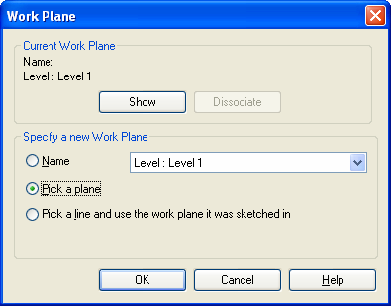 Work Plane
Current Work Plane
Name:
Level : Level 1
Show Dissociate
Specify a new Work Plane
Name Level : Level 1
Pick a plane
Pick a line and use the work plane it was sketched in
OK Cancel Help